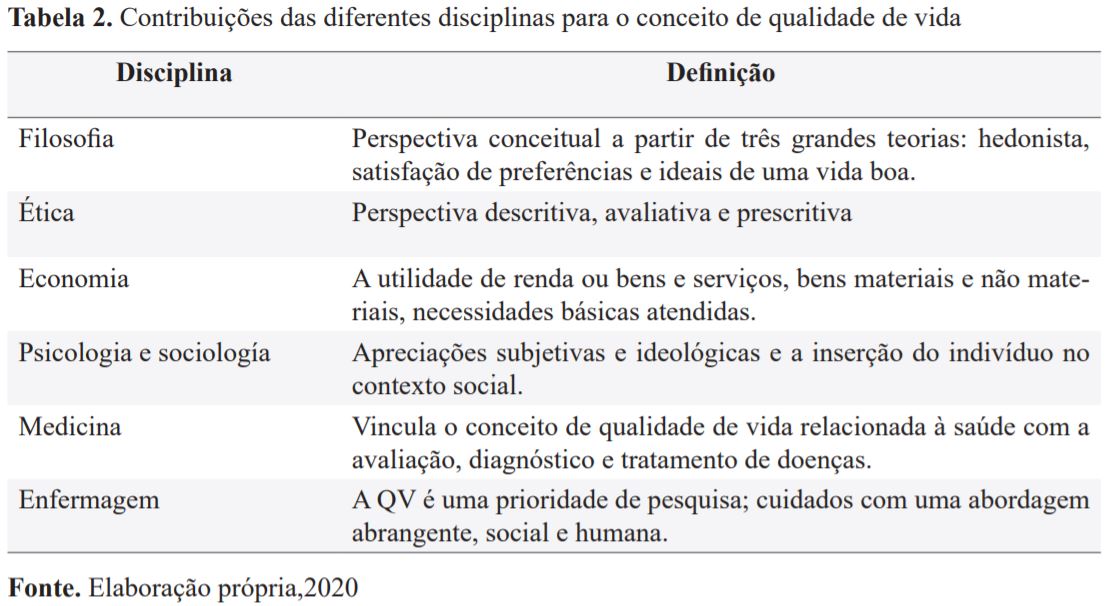 Tabela 2. Contribuições das diferentes disciplinas para o conceito de qualidade de vida
Disciplina Definição
Filosofia Perspectiva conceitual a partir de três grandes teorias: hedonista,
satisfação de preferências e ideais de uma vida boa.
Ética Perspectiva descritiva, avaliativa e prescritiva
Economia A utilidade de renda ou bens e serviços, bens materiais e não mate-
riais, necessidades básicas atendidas.
Psicologia e sociología Apreciações subjetivas e ideológicas e a inserção do indivíduo no
contexto social.
Medicina Vincula o conceito de qualidade de vida relacionada à saúde com a
avaliação, diagnóstico e tratamento de doenças.
Enfermagem A QV é uma prioridade de pesquisa; cuidados com uma abordagem
abrangente, social e humana.
Fonte. Elaboração própria,2020